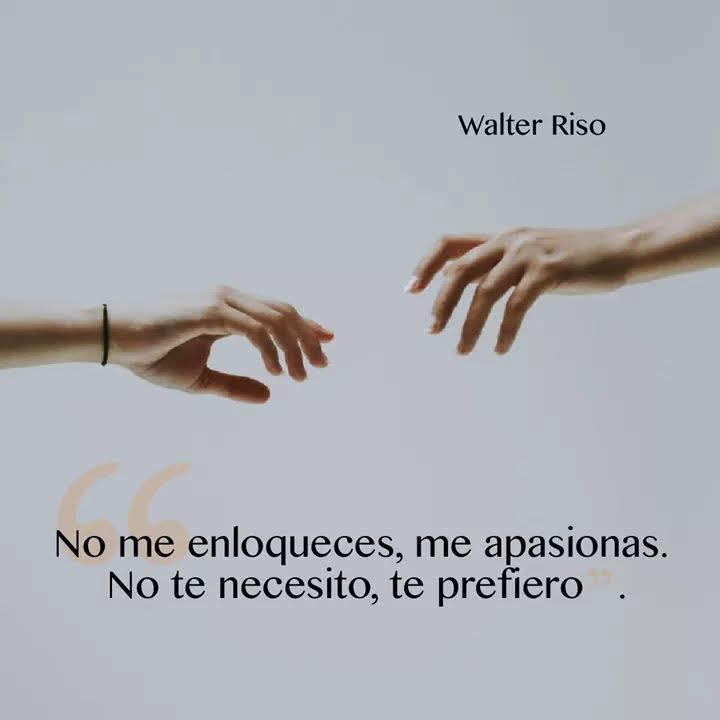 Walter Riso
“No me enloqueces, me apasionas.
No te necesito, te prefiero”.